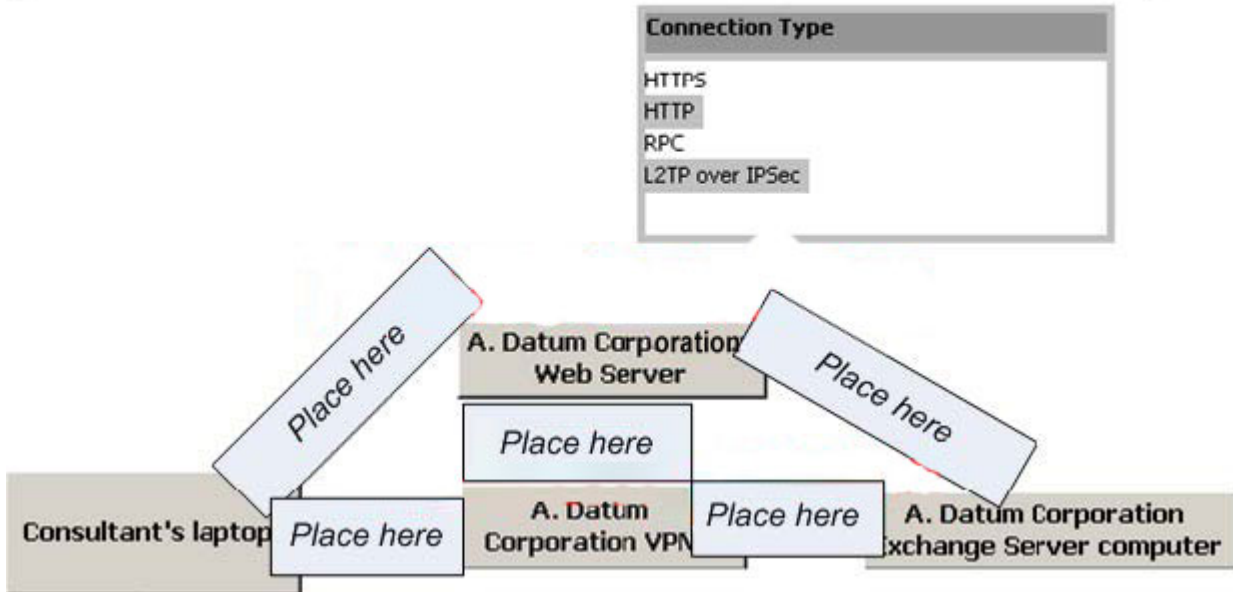 Connection Type
HTTPS
HTTP
RPC
L2TP over IPSec
Place here
A. Datum Corporation
Web Server
Place here
Place here
Consultant's laptop
Place here
A. Datum
Corporation VPN
Place here
A. Datum Corporation
xchange Server computer